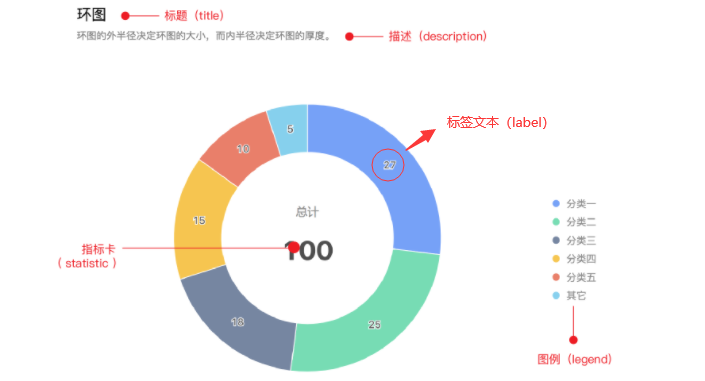 环图
标题（title）
环图的外半径决定环图的大小，而内半径决定环图的厚度。
描述（description）
5
标签文本（label）
10
27
分类一
总计
15
分类二
分类三
指标卡
100
（ statistic ）
分类四
分类五
其它
18
25
图例（legend）